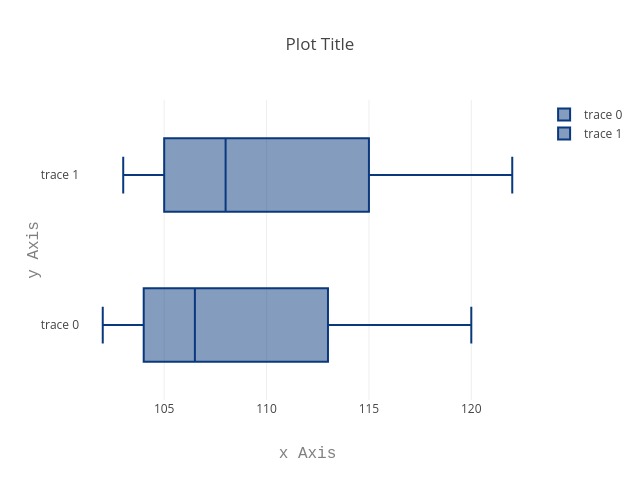 Plot Title
trace 0
trace 1
trace 1
trace 0
y Axis
105 110 115 120
x Axis